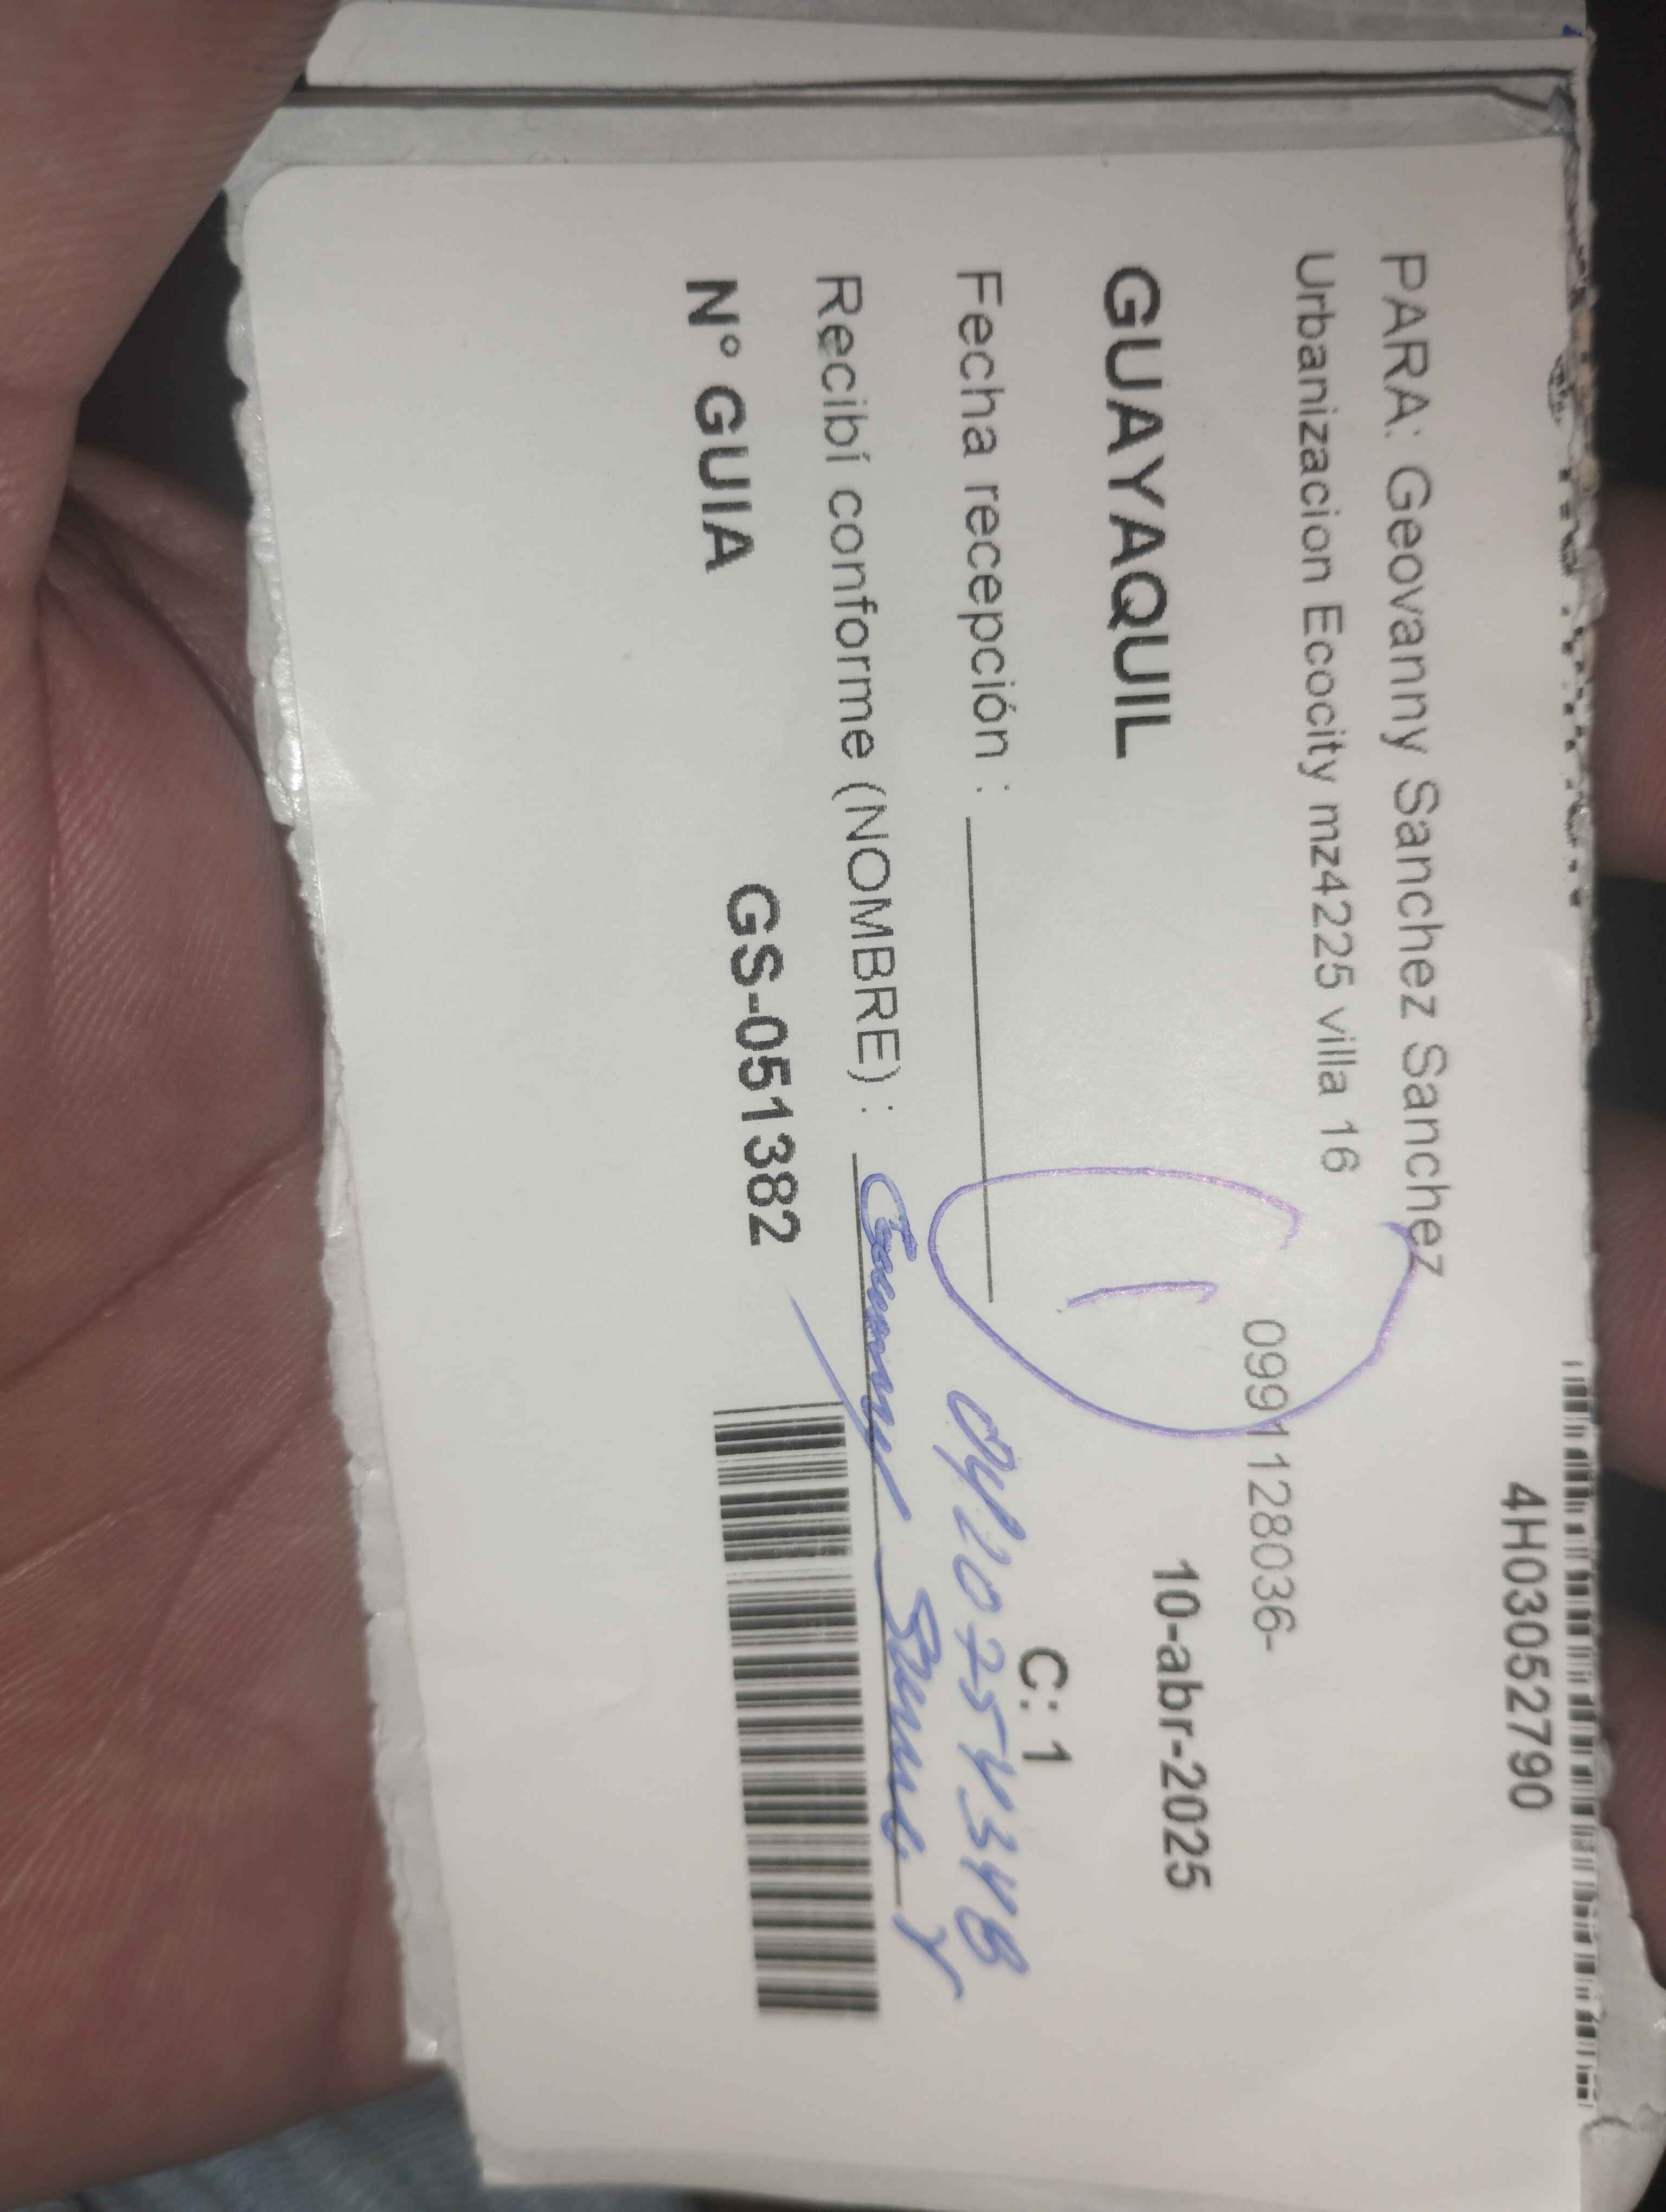 4H03052790
PARA: Geovanny Sanchez Sanchez
Urbanizacion Ecocity mz4225 villa 16
0991128036-
1
GUAYAQUIL 10-abr-2025
C: 1
Fecha recepción :
Recibí conforme (NOMBRE) :
N° GUIA GS-051382